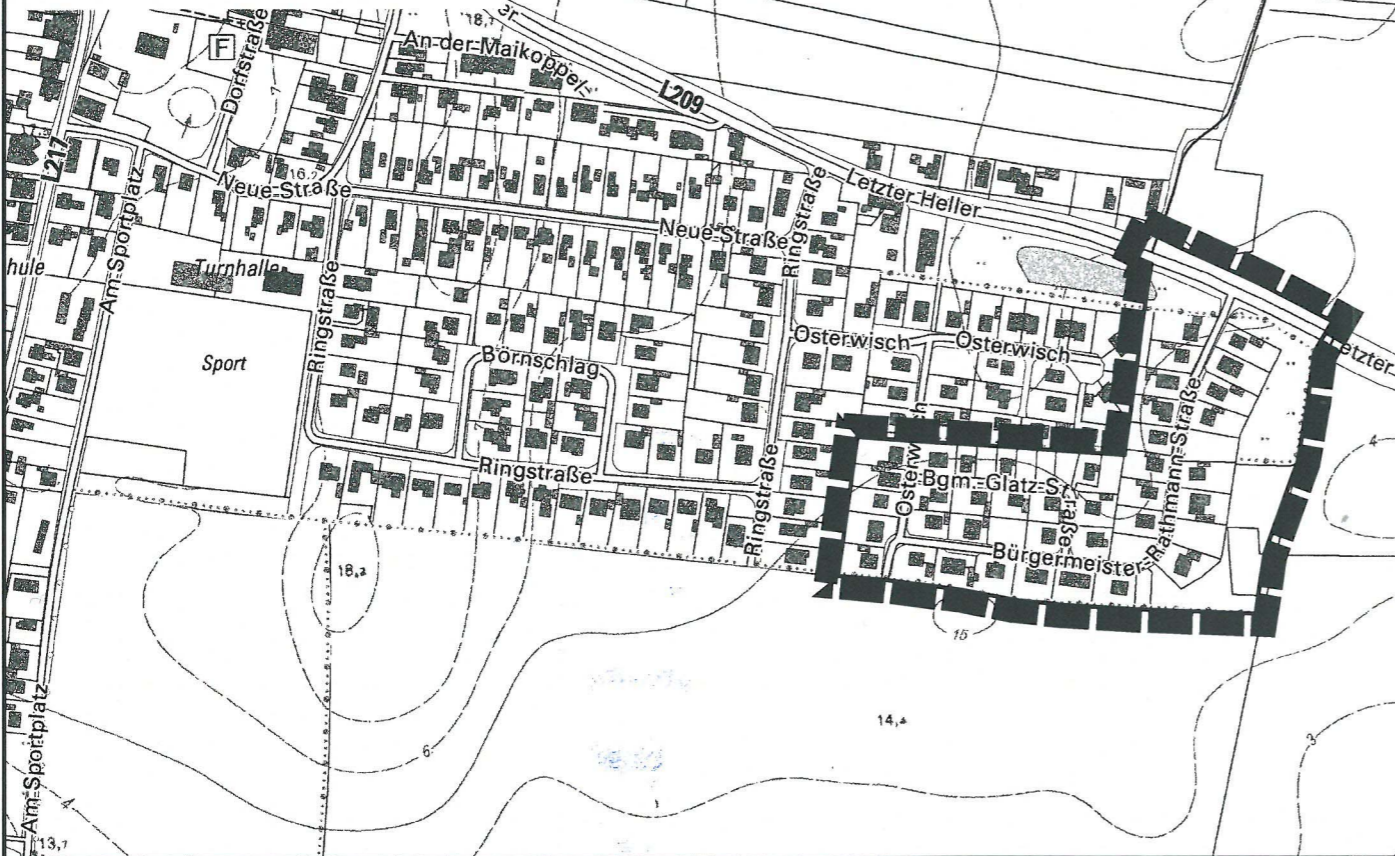 18,1
An der Maikoppel
F
Dorfstraße
L209
L217
16,2
Neue Straße
Letzter Heller
Ringstraße
Neue Straße
Am Sportplatz
Turnhalle
hule
Ringstraße
Osterwisch
Osterwisch
Letzter
Sport
Börnschlag
Bürgermeister-Rathmann-Straße
Osterwisch
4
Ringstraße
Bgm.-Glatz-Straße
Ringstraße
18,2
15
14,4
6
3
Am Sportplatz
4
13,1